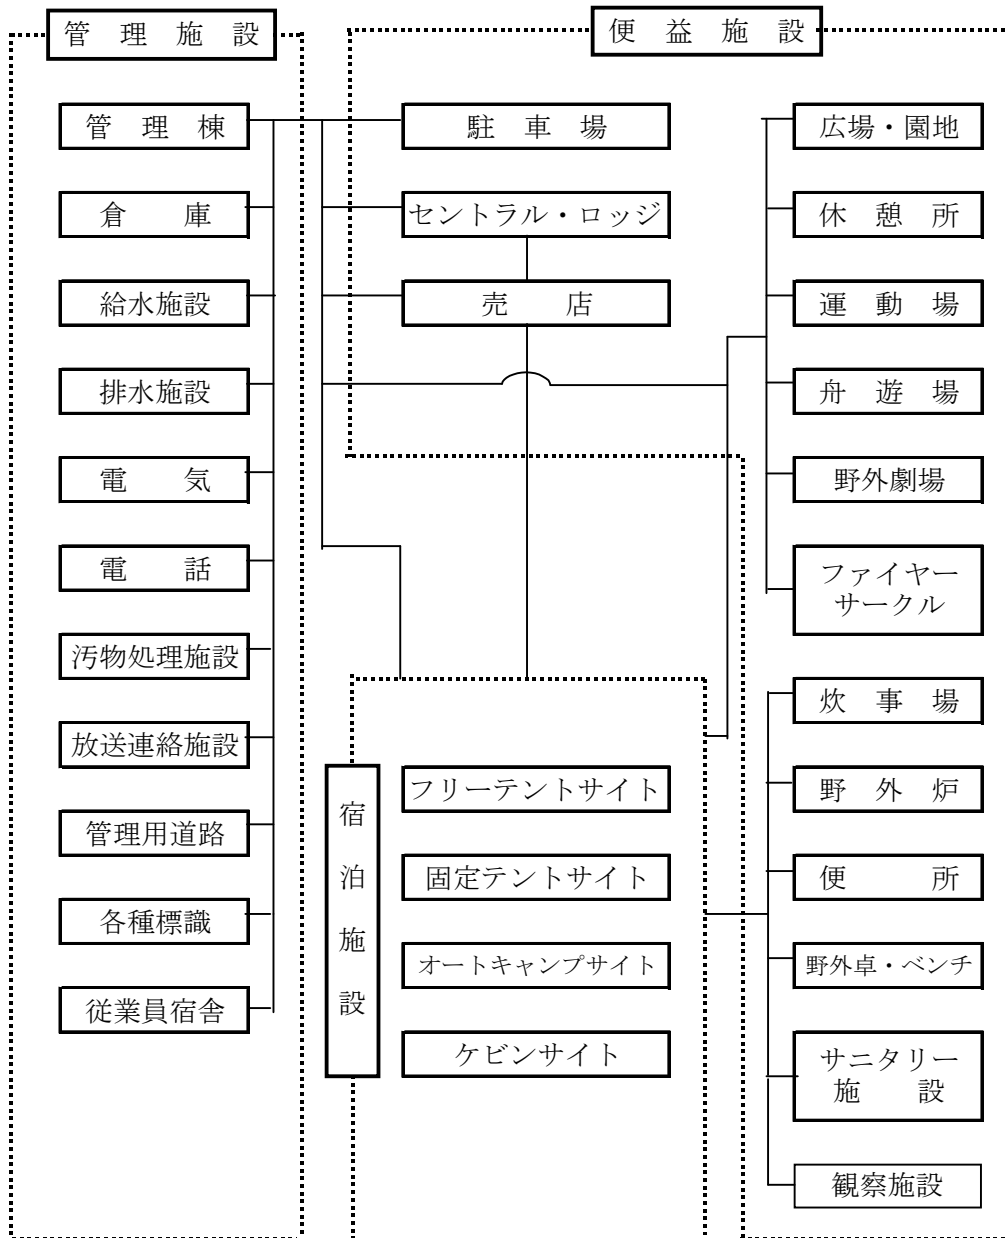 管理施設
管理棟
倉庫
給水施設
排水施設
電気
電話
汚物処理施設
放送連絡施設
管理用道路
各種標識
従業員宿舎
便益施設
駐車場
セントラル・ロッジ
売店
広場・園地
休憩所
運動場
舟遊場
野外劇場
ファイヤー
サークル
炊事場
野外炉
便所
野外卓・ベンチ
サニタリー
施設
観察施設
宿泊施設
フリーテントサイト
固定テントサイト
オートキャンプサイト
ケビンサイト